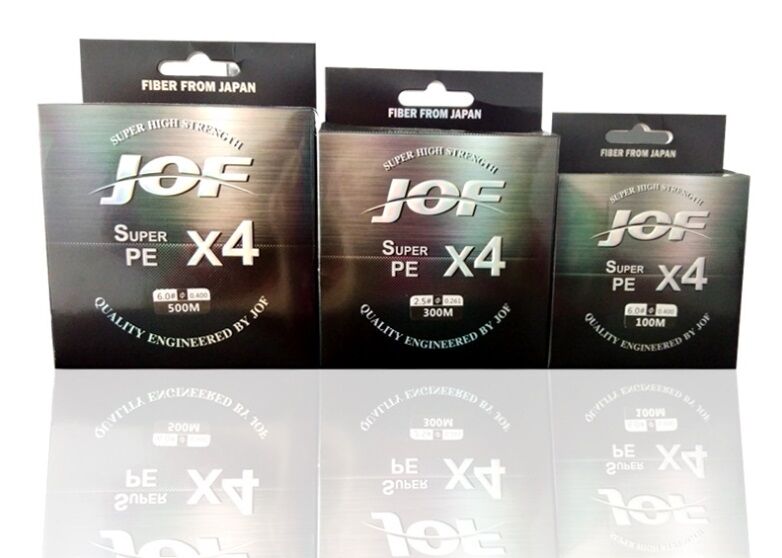 FIBER FROM JAPAN
SUPER HIGH STRENGTH
JOF
SUPER
PE X4
6.0# Ø 0.400
500M
QUALITY ENGINEERED BY JOF
FIBER FROM JAPAN
SUPER HIGH STRENGTH
JOF
SUPER
PE X4
2.5# Ø 0.261
300M
QUALITY ENGINEERED BY JOF
FIBER FROM JAPAN
SUPER HIGH STRENGTH
JOF
SUPER
PE X4
6.0# Ø 0.400
100M
QUALITY ENGINEERED BY JOF